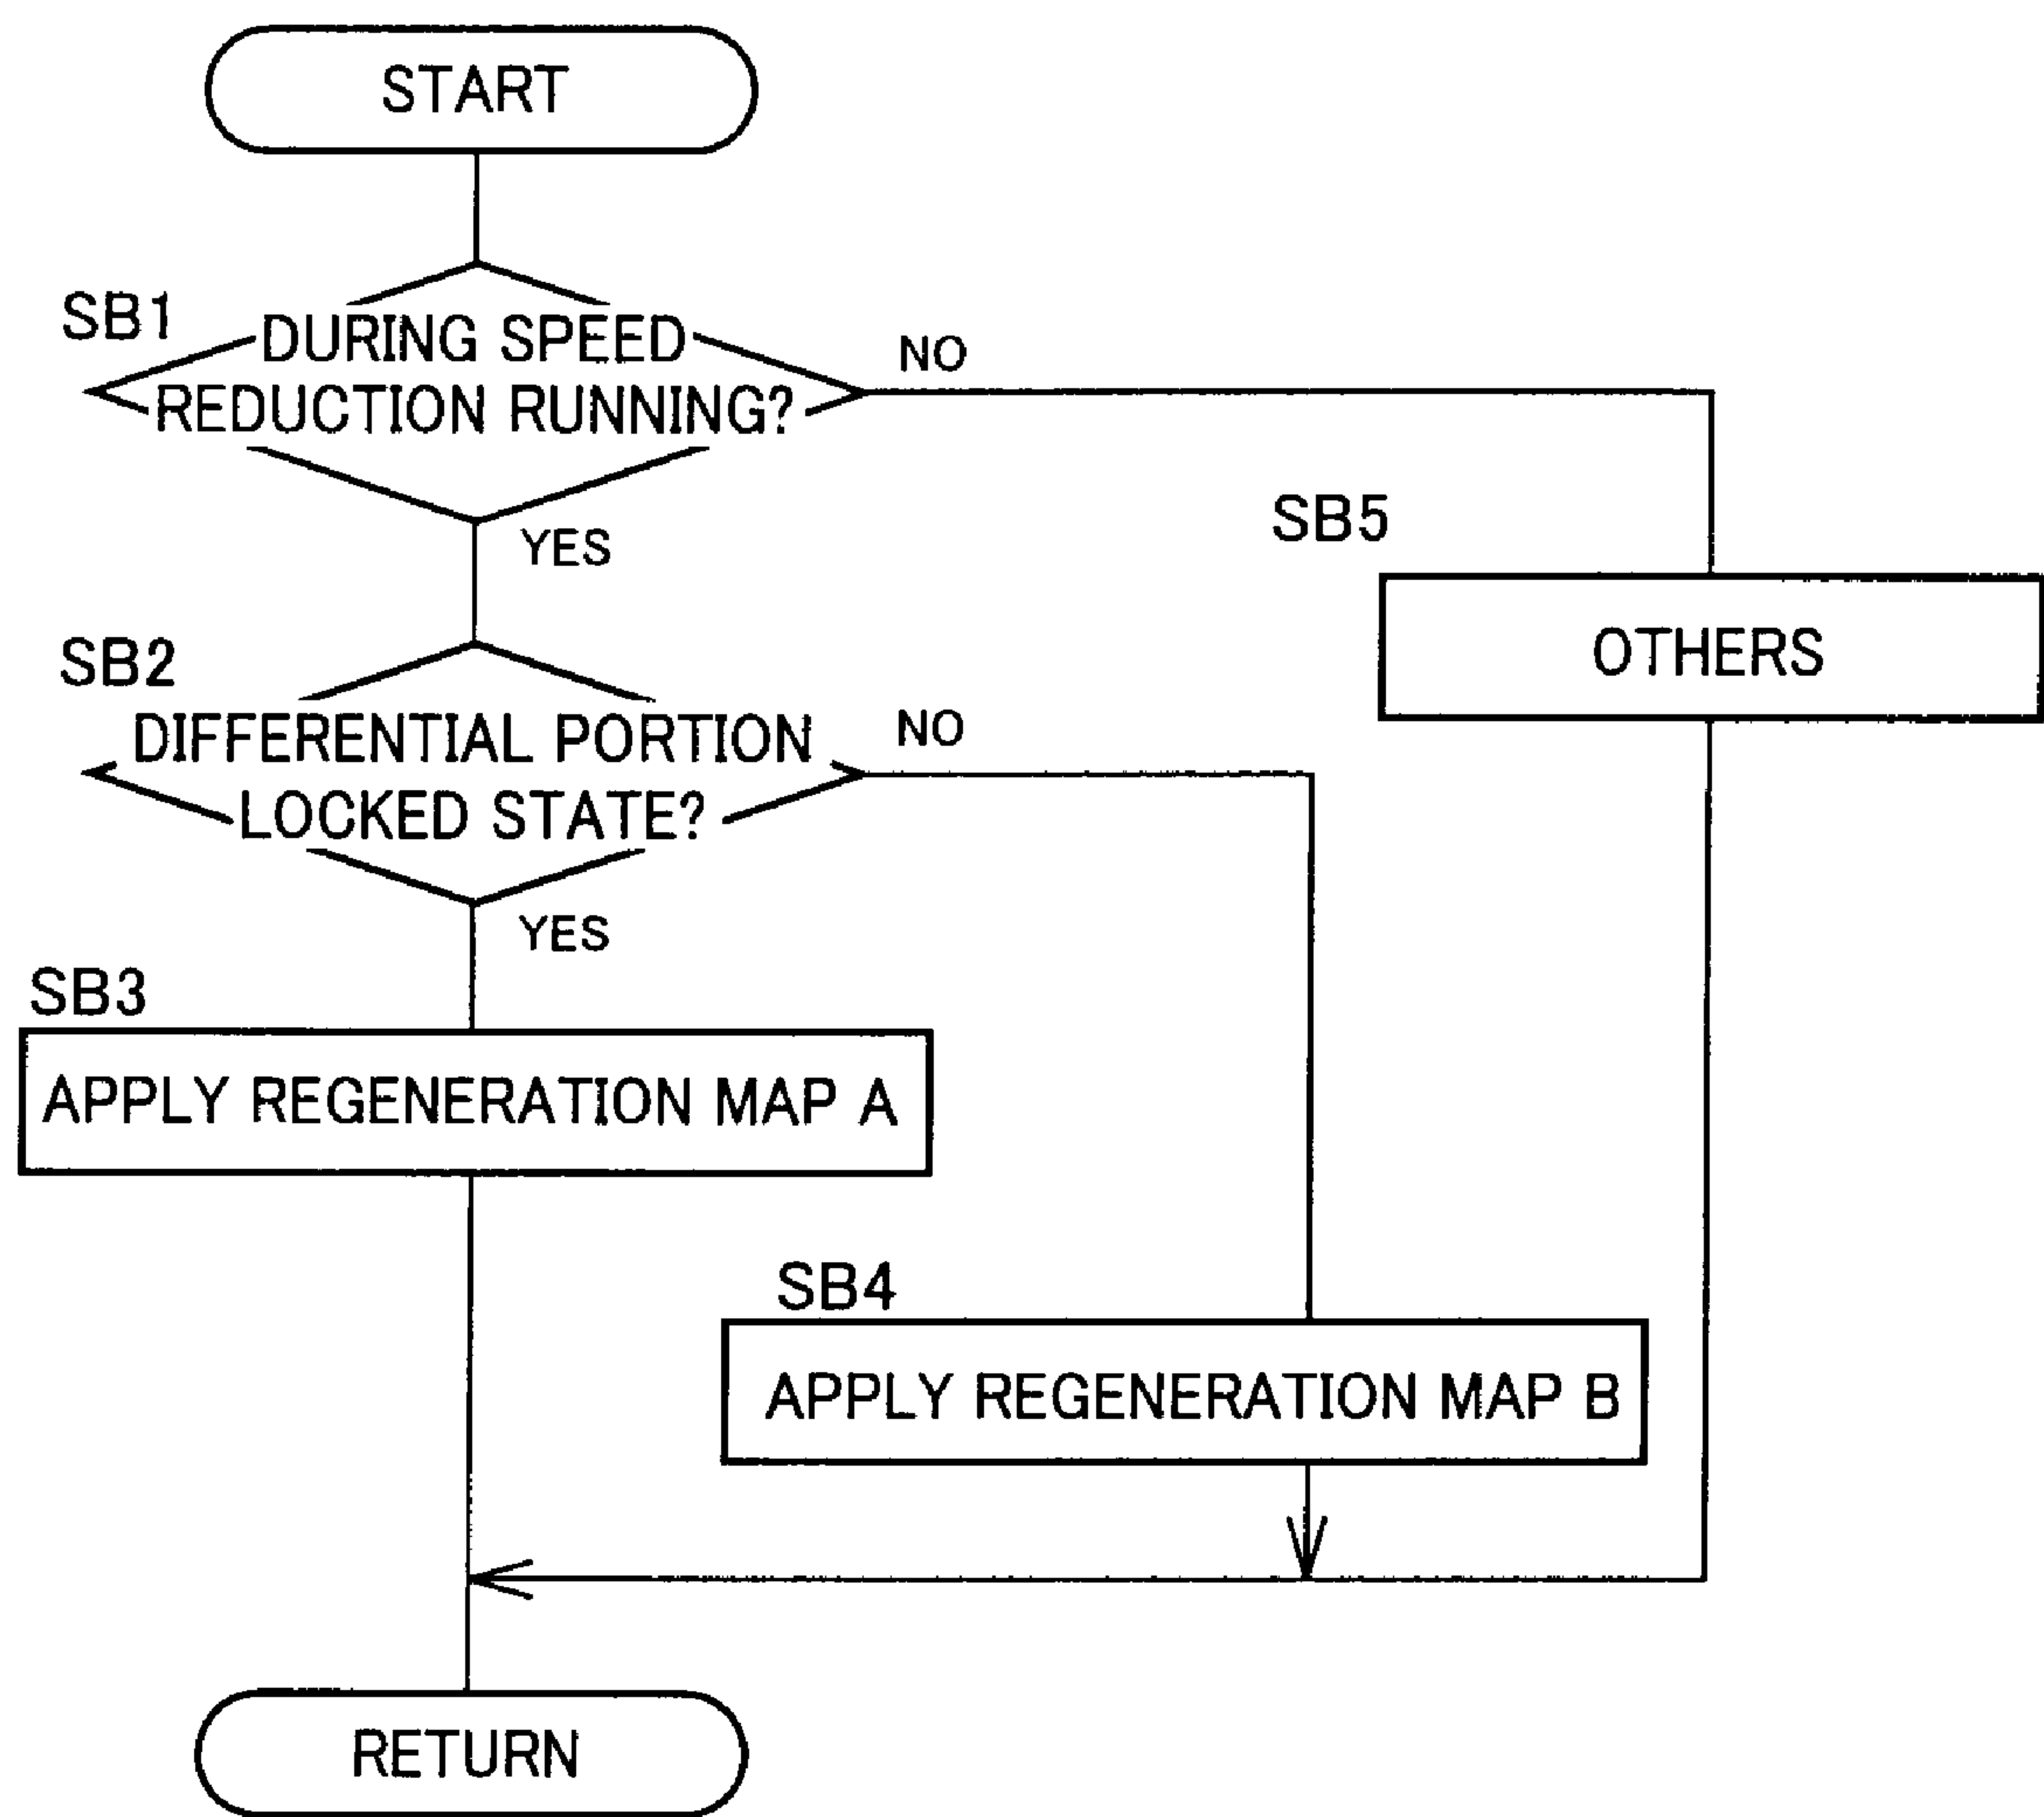 START
SB1
DURING SPEED
REDUCTION RUNNING?
NO
YES
SB5
OTHERS
SB2
DIFFERENTIAL PORTION
LOCKED STATE?
NO
YES
SB3
APPLY REGENERATION MAP A
SB4
APPLY REGENERATION MAP B
RETURN